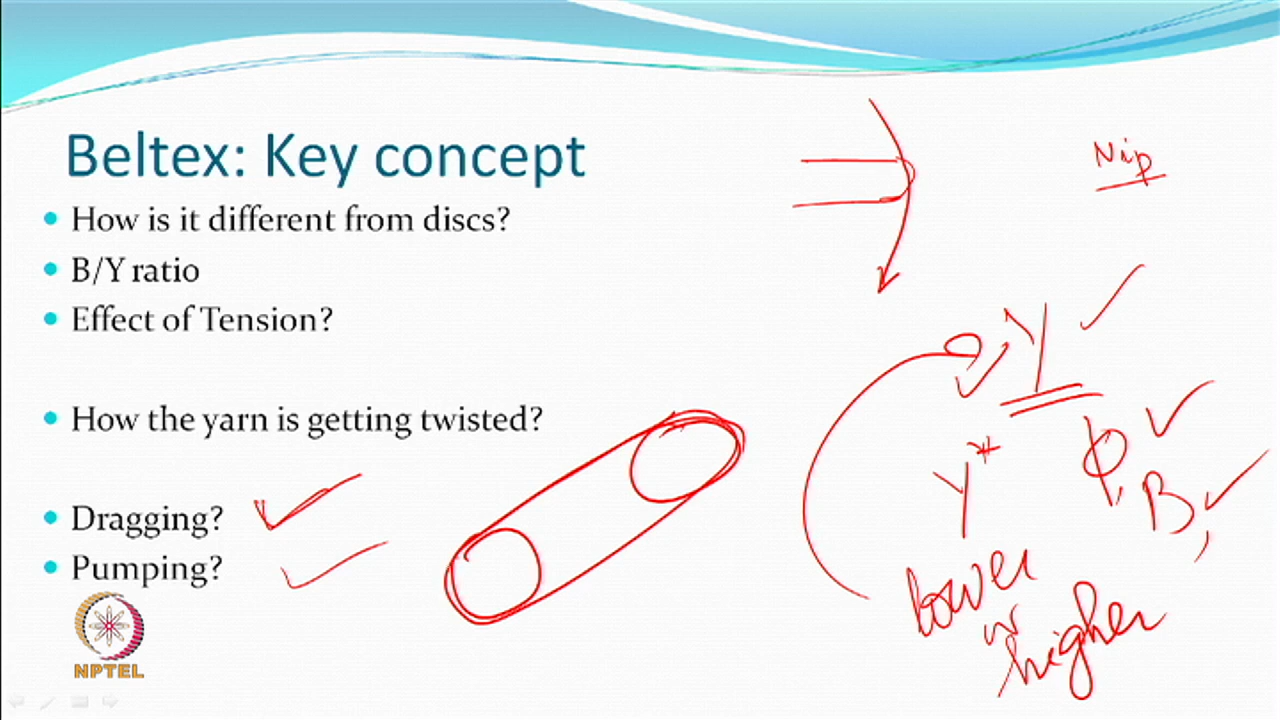 Beltex: Key concept
How is it different from discs?
B/Y ratio
Effect of Tension?
How the yarn is getting twisted?
Dragging?
Pumping?
NPTEL
Nip
Y
Y*
φ,
B,
lower
or
higher